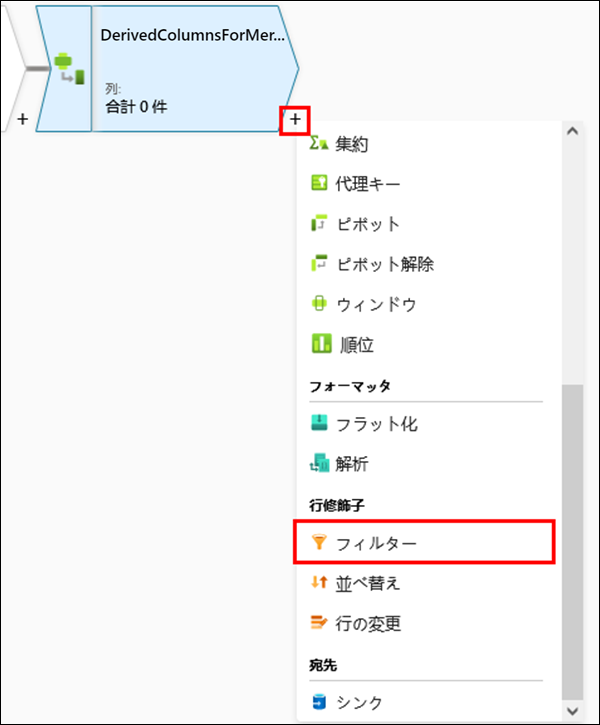 DerivedColumnsForMer...
列:
合計 0 件
+
+
集約
代理キー
ピボット
ピボット解除
ウィンドウ
順位
フォーマッタ
フラット化
解析
行修飾子
フィルター
並べ替え
行の変更
宛先
シンク